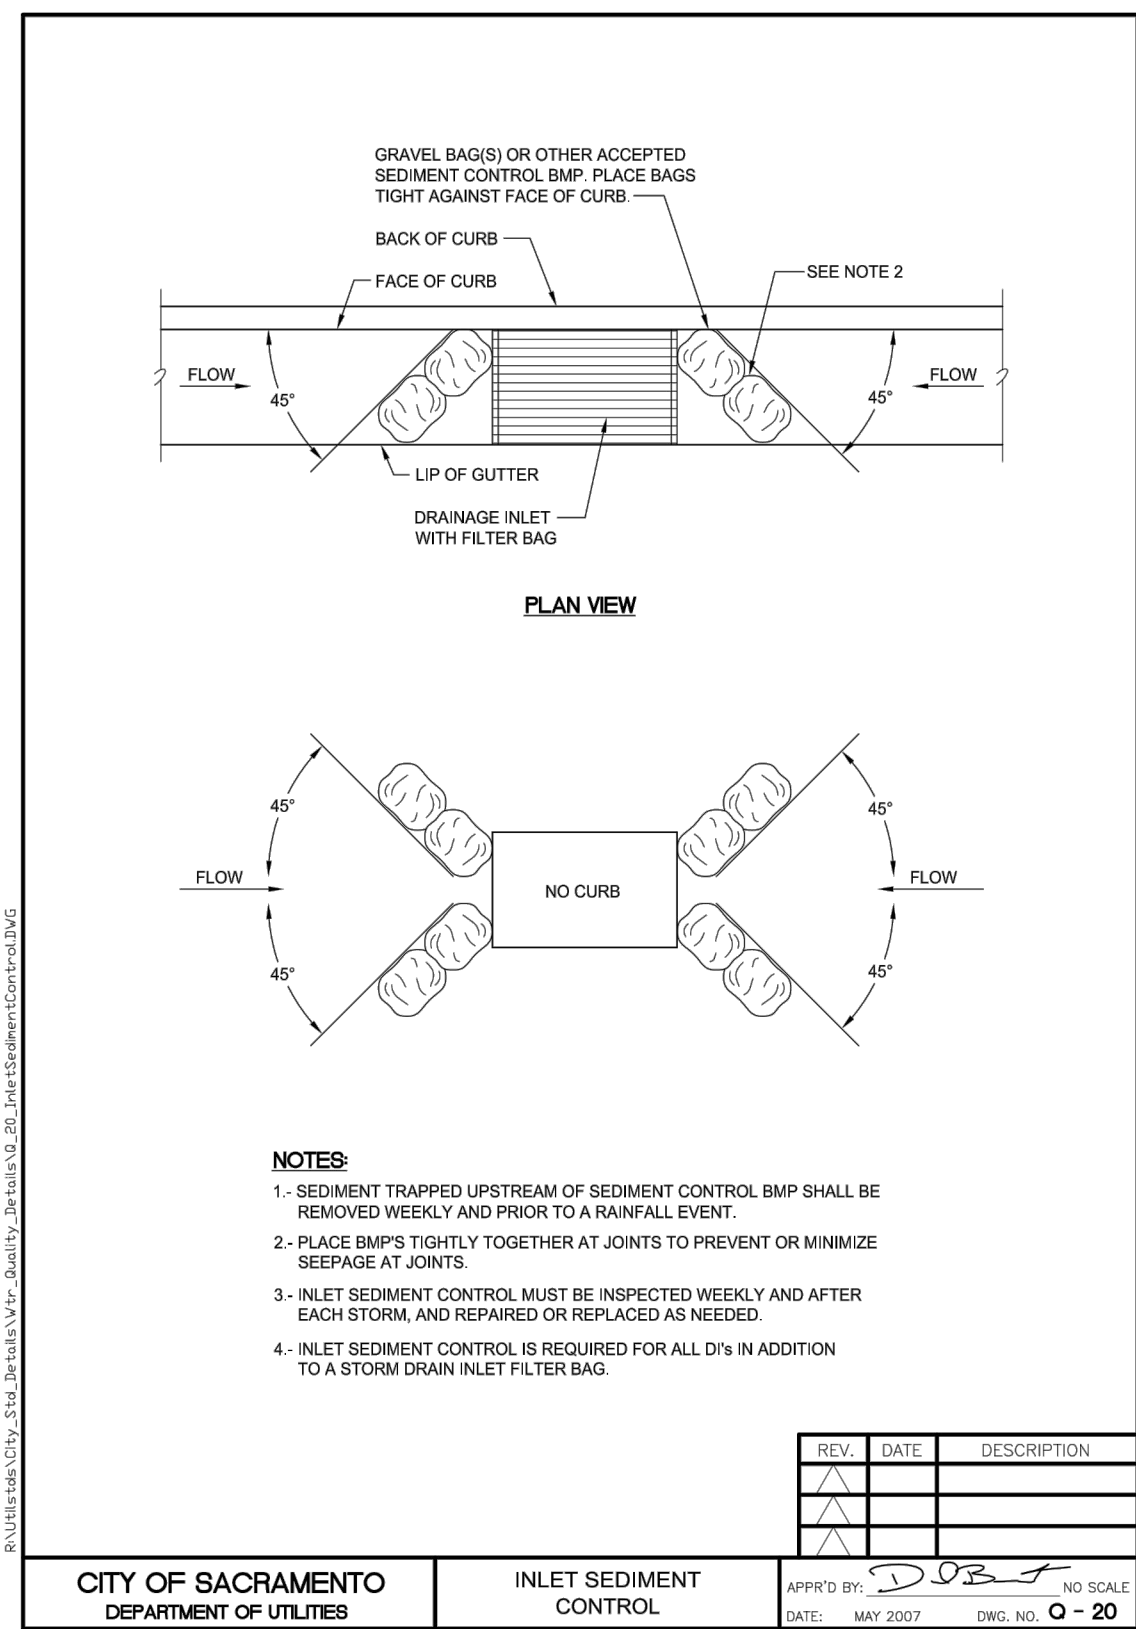 GRAVEL BAG(S) OR OTHER ACCEPTED
SEDIMENT CONTROL BMP. PLACE BAGS
TIGHT AGAINST FACE OF CURB.
BACK OF CURB
FACE OF CURB
SEE NOTE 2
FLOW
45°
FLOW
45°
LIP OF GUTTER
DRAINAGE INLET
WITH FILTER BAG
PLAN VIEW
45°
45°
FLOW
NO CURB
FLOW
45°
45°
NOTES:
1.- SEDIMENT TRAPPED UPSTREAM OF SEDIMENT CONTROL BMP SHALL BE
REMOVED WEEKLY AND PRIOR TO A RAINFALL EVENT.
2.- PLACE BMP'S TIGHTLY TOGETHER AT JOINTS TO PREVENT OR MINIMIZE
SEEPAGE AT JOINTS.
3.- INLET SEDIMENT CONTROL MUST BE INSPECTED WEEKLY AND AFTER
EACH STORM, AND REPAIRED OR REPLACED AS NEEDED.
4.- INLET SEDIMENT CONTROL IS REQUIRED FOR ALL DI's IN ADDITION
TO A STORM DRAIN INLET FILTER BAG.
R:\Utilstds\City_Std_Details\Wtr_Quality_Details\Q_20_InletSedimentControl.DWG
REV. DATE DESCRIPTION
CITY OF SACRAMENTO
DEPARTMENT OF UTILITIES
INLET SEDIMENT
CONTROL
APPR'D BY: NO SCALE
DATE: MAY 2007 DWG. NO. Q - 20